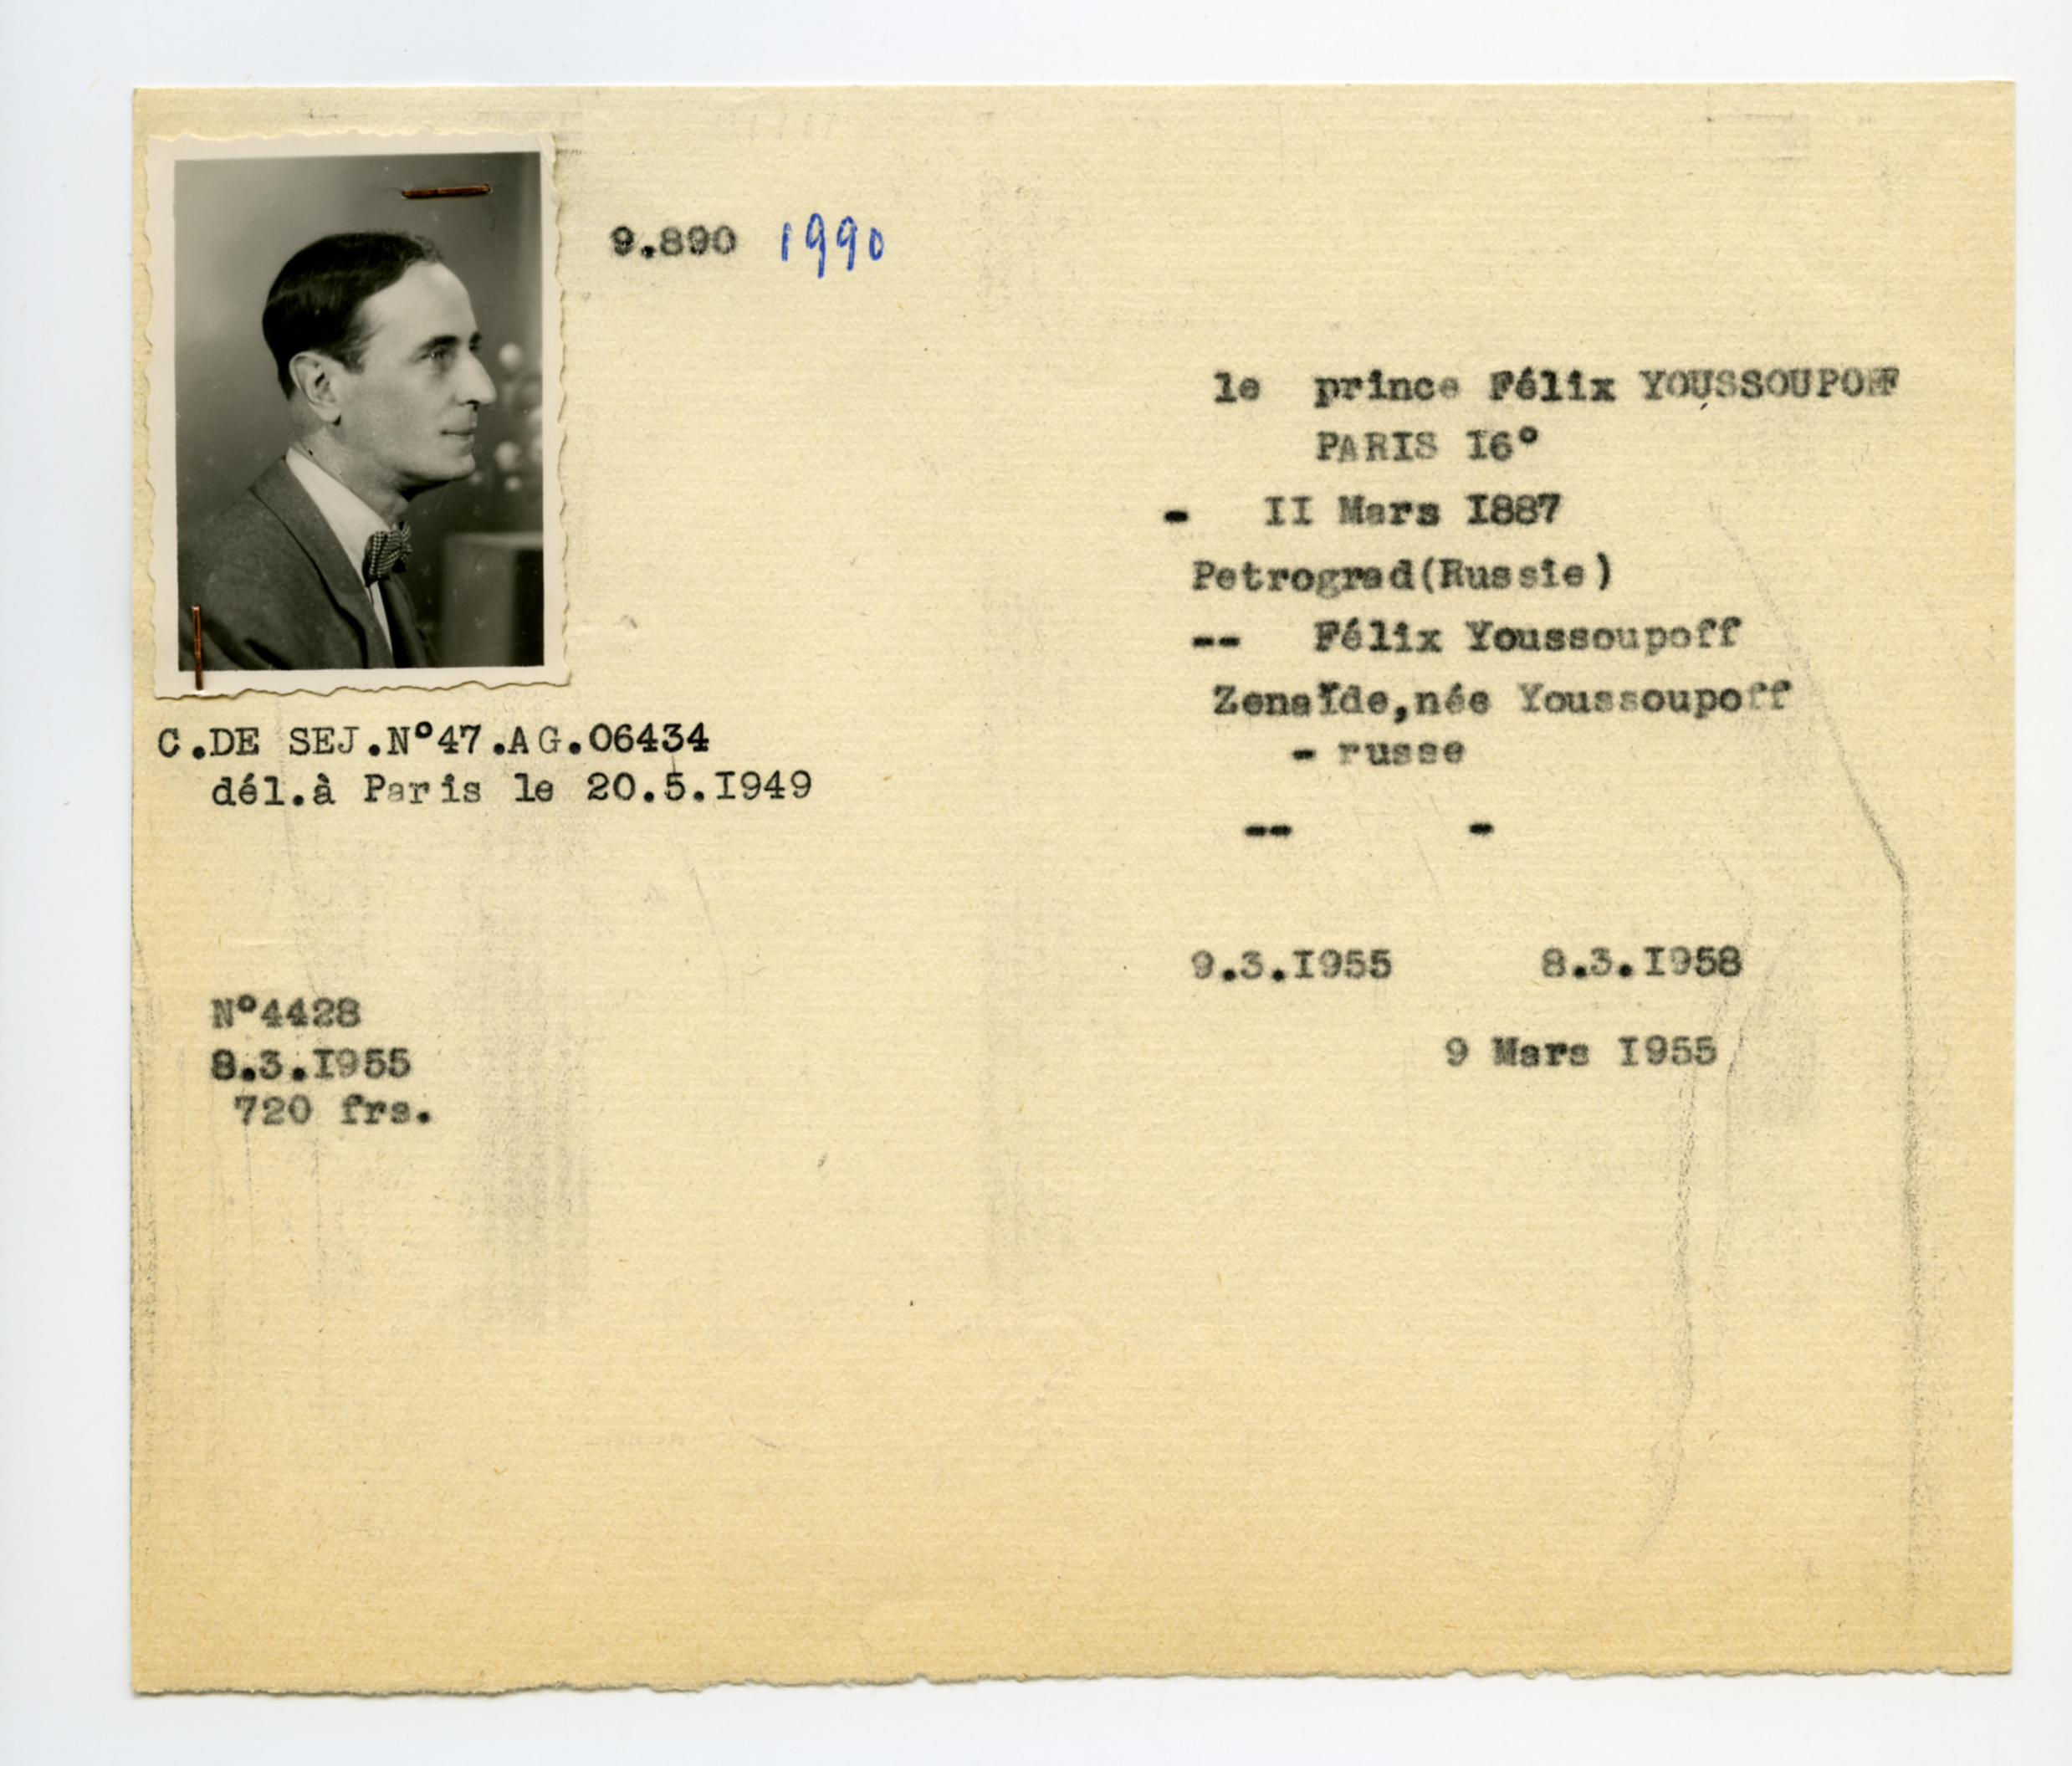 9.890 1990
le prince Félix YOUSSOUPOFF
PARIS I6°
- II Mars I887
Petrograd(Russie)
-- Félix Youssoupoff
Zenaïde,née Youssoupoff
- russe
-- -
C.DE SEJ.N°47.AG.06434
dél.à Paris le 20.5.I949
9.3.I955 8.3.I958
9 Mars I955
N°4428
8.3.I955
720 frs.